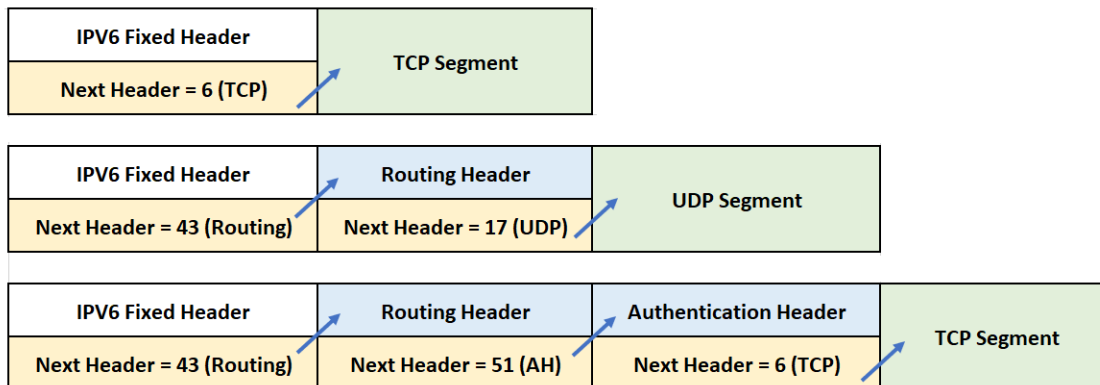 IPV6 Fixed Header
Next Header = 6 (TCP)
TCP Segment
IPV6 Fixed Header
Next Header = 43 (Routing)
Routing Header
Next Header = 17 (UDP)
UDP Segment
IPV6 Fixed Header
Next Header = 43 (Routing)
Routing Header
Next Header = 51 (AH)
Authentication Header
Next Header = 6 (TCP)
TCP Segment